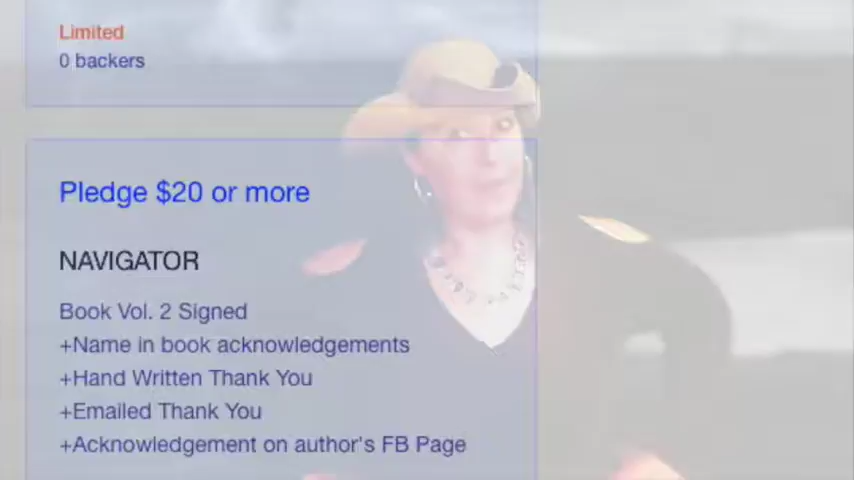 Limited
0 backers
Pledge $20 or more
NAVIGATOR
Book Vol. 2 Signed
+Name in book acknowledgements
+Hand Written Thank You
+Emailed Thank You
+Acknowledgement on author's FB Page